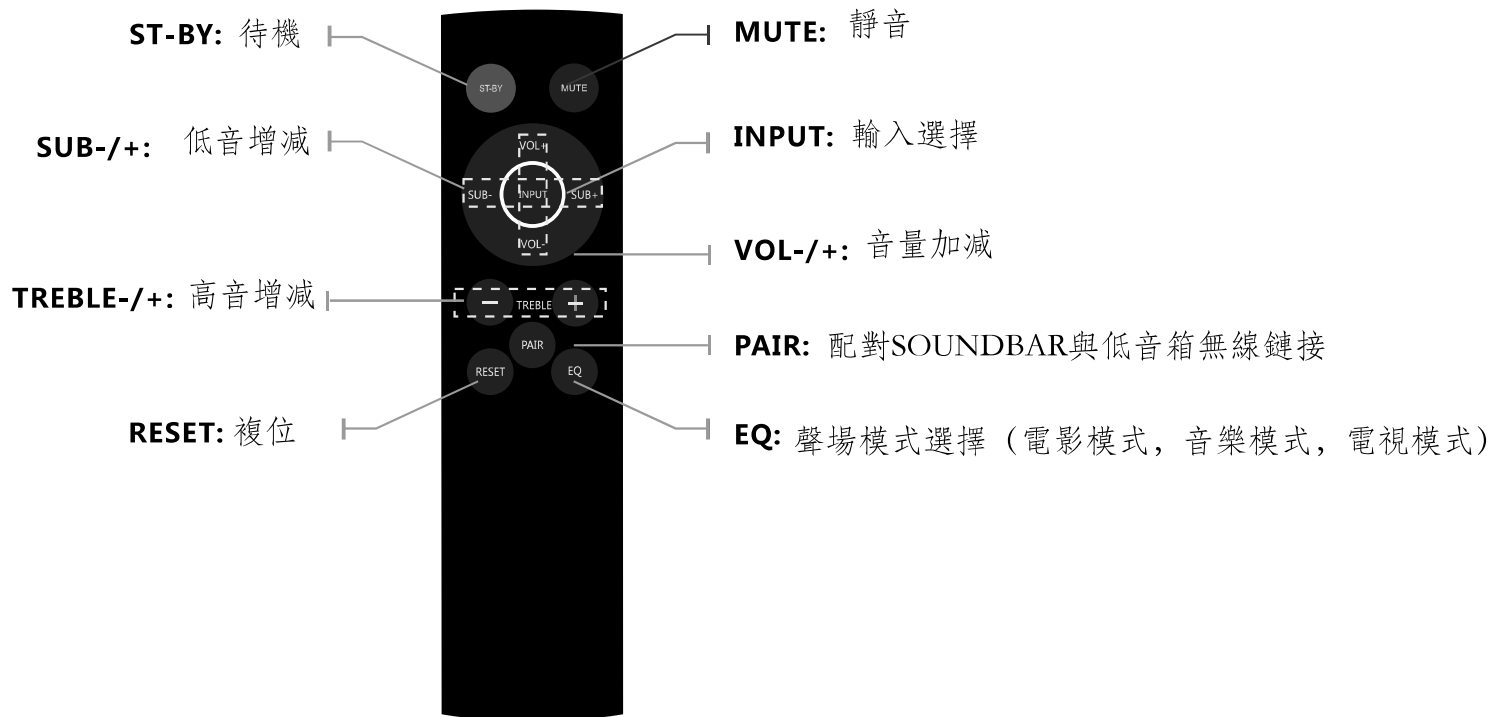 ST-BY: 待機
MUTE: 靜音
SUB-/+: 低音增减
INPUT: 輸入選擇
VOL-/+: 音量加减
TREBLE-/+: 高音增减
PAIR: 配對SOUNDBAR與低音箱無線鏈接
RESET: 複位
EQ: 聲場模式選擇（電影模式，音樂模式，電視模式）
ST-BY
MUTE
VOL+
SUB-
INPUT
SUB+
VOL-
− TREBLE +
PAIR
RESET
EQ